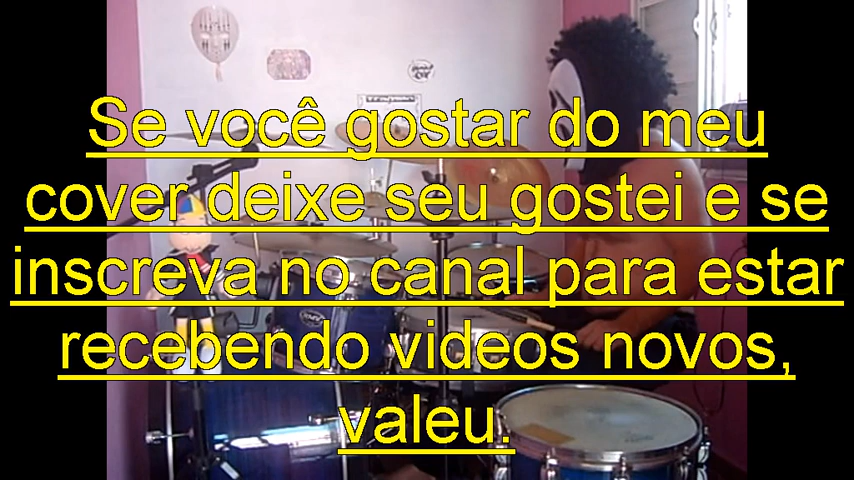 Se você gostar do meu
cover deixe seu gostei e se
inscreva no canal para estar
recebendo videos novos,
valeu.